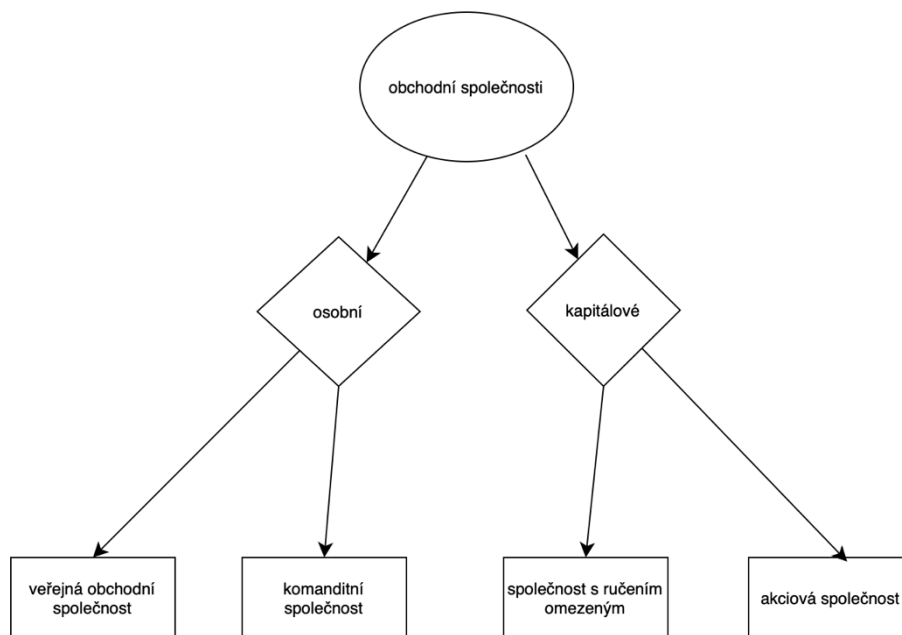 obchodní společnosti
osobní
kapitálové
veřejná obchodní
společnost
komanditní
společnost
společnost s ručením
omezeným
akciová společnost